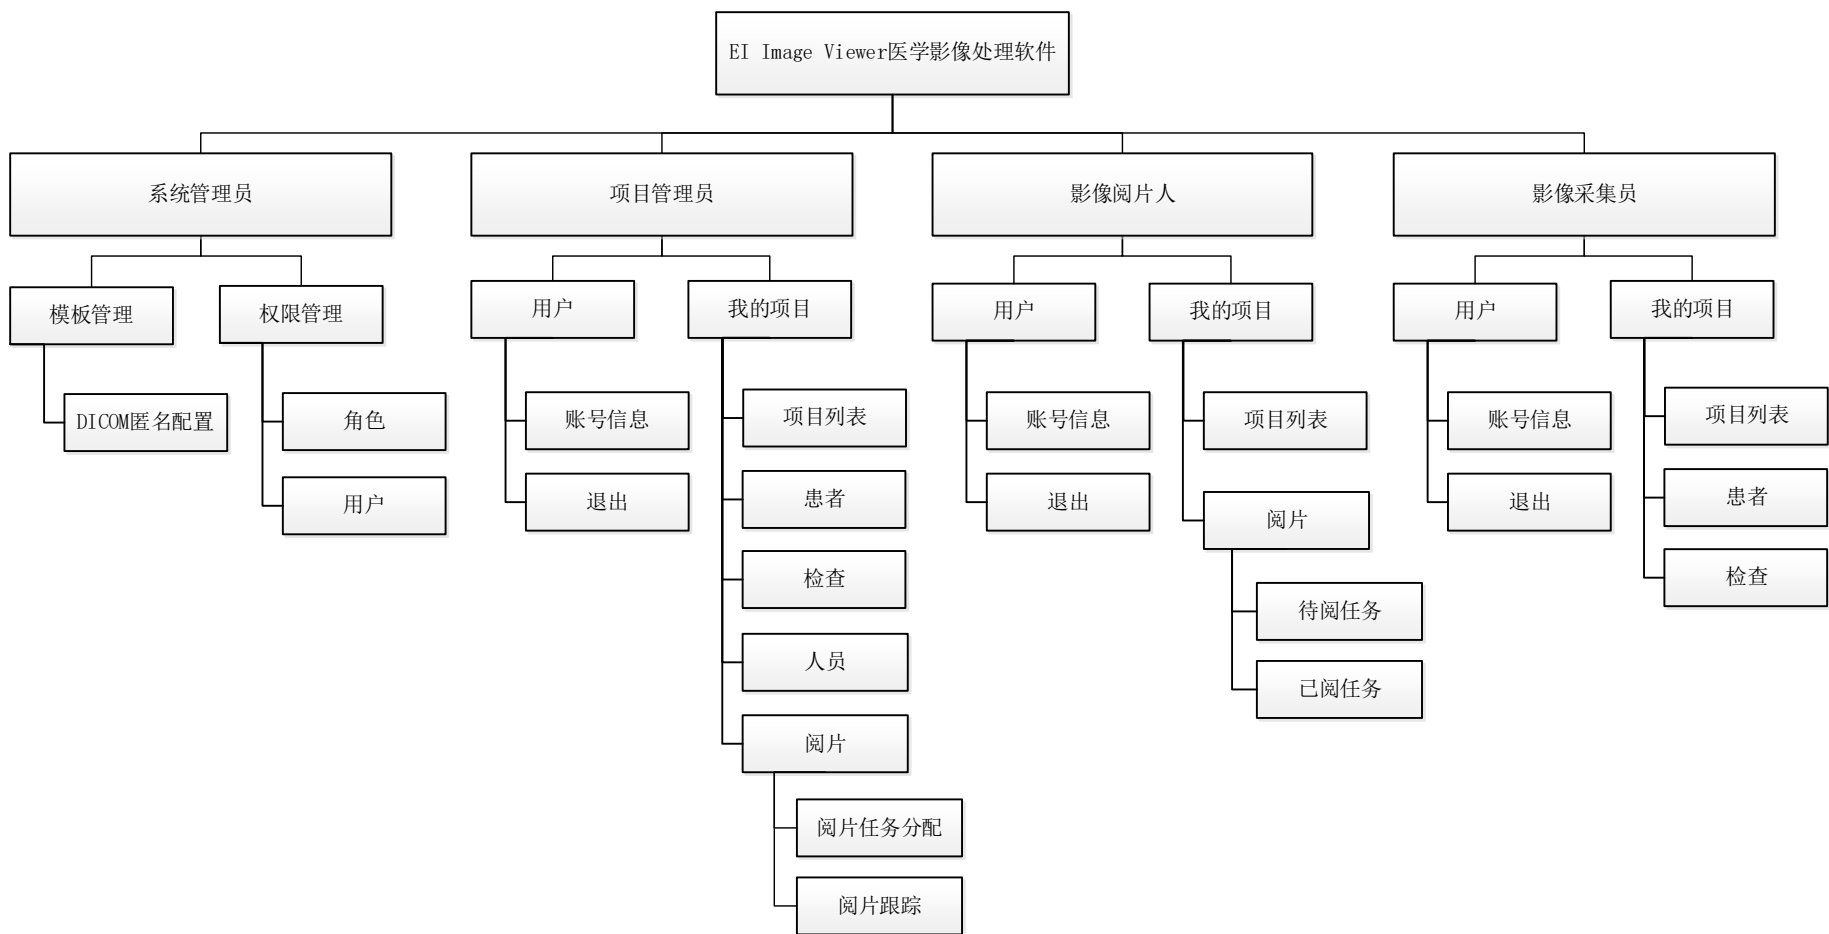 EI Image Viewer医学影像处理软件
系统管理员
项目管理员
影像阅片人
影像采集员
模板管理
权限管理
用户
我的项目
用户
我的项目
用户
我的项目
DICOM匿名配置
角色
用户
账号信息
退出
项目列表
患者
检查
人员
阅片
阅片任务分配
阅片跟踪
账号信息
退出
项目列表
阅片
待阅任务
已阅任务
账号信息
退出
项目列表
患者
检查